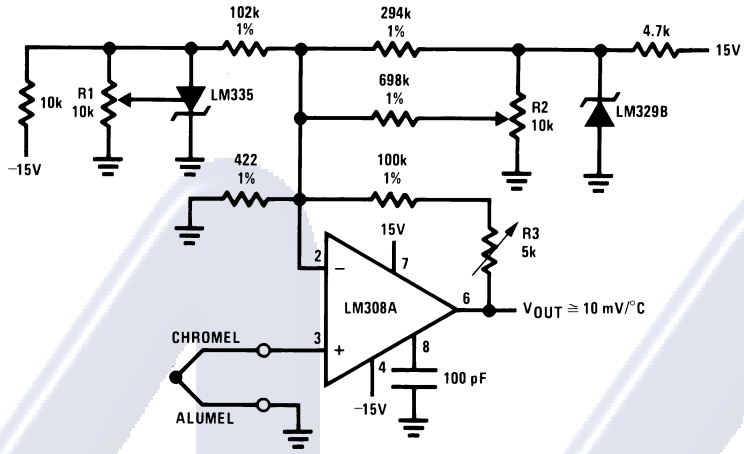 102k
1%
294k
1%
4.7k
15V
10k
R1
10k
LM335
698k
1%
R2
10k
LM329B
−15V
422
1%
100k
1%
R3
5k
15V
2
−
7
LM308A
6
VOUT ≅ 10 mV/°C
CHROMEL
3
+
8
4
100 pF
−15V
ALUMEL